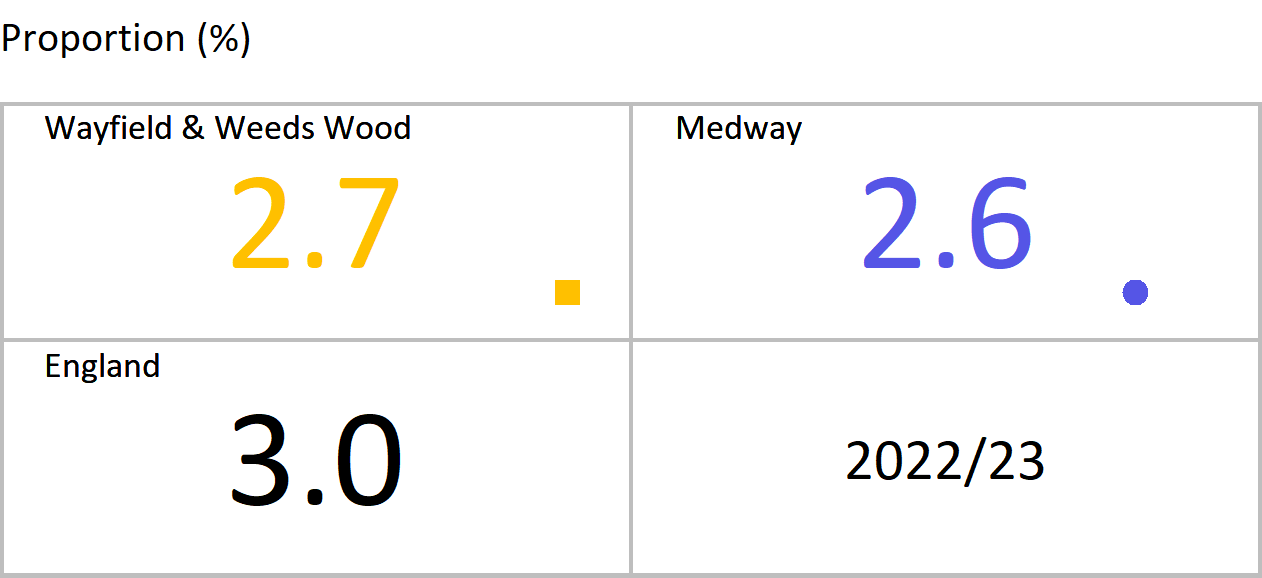 Proportion (%)
Wayfield & Weeds Wood
2.7
Medway
2.6
England
3.0
2022/23